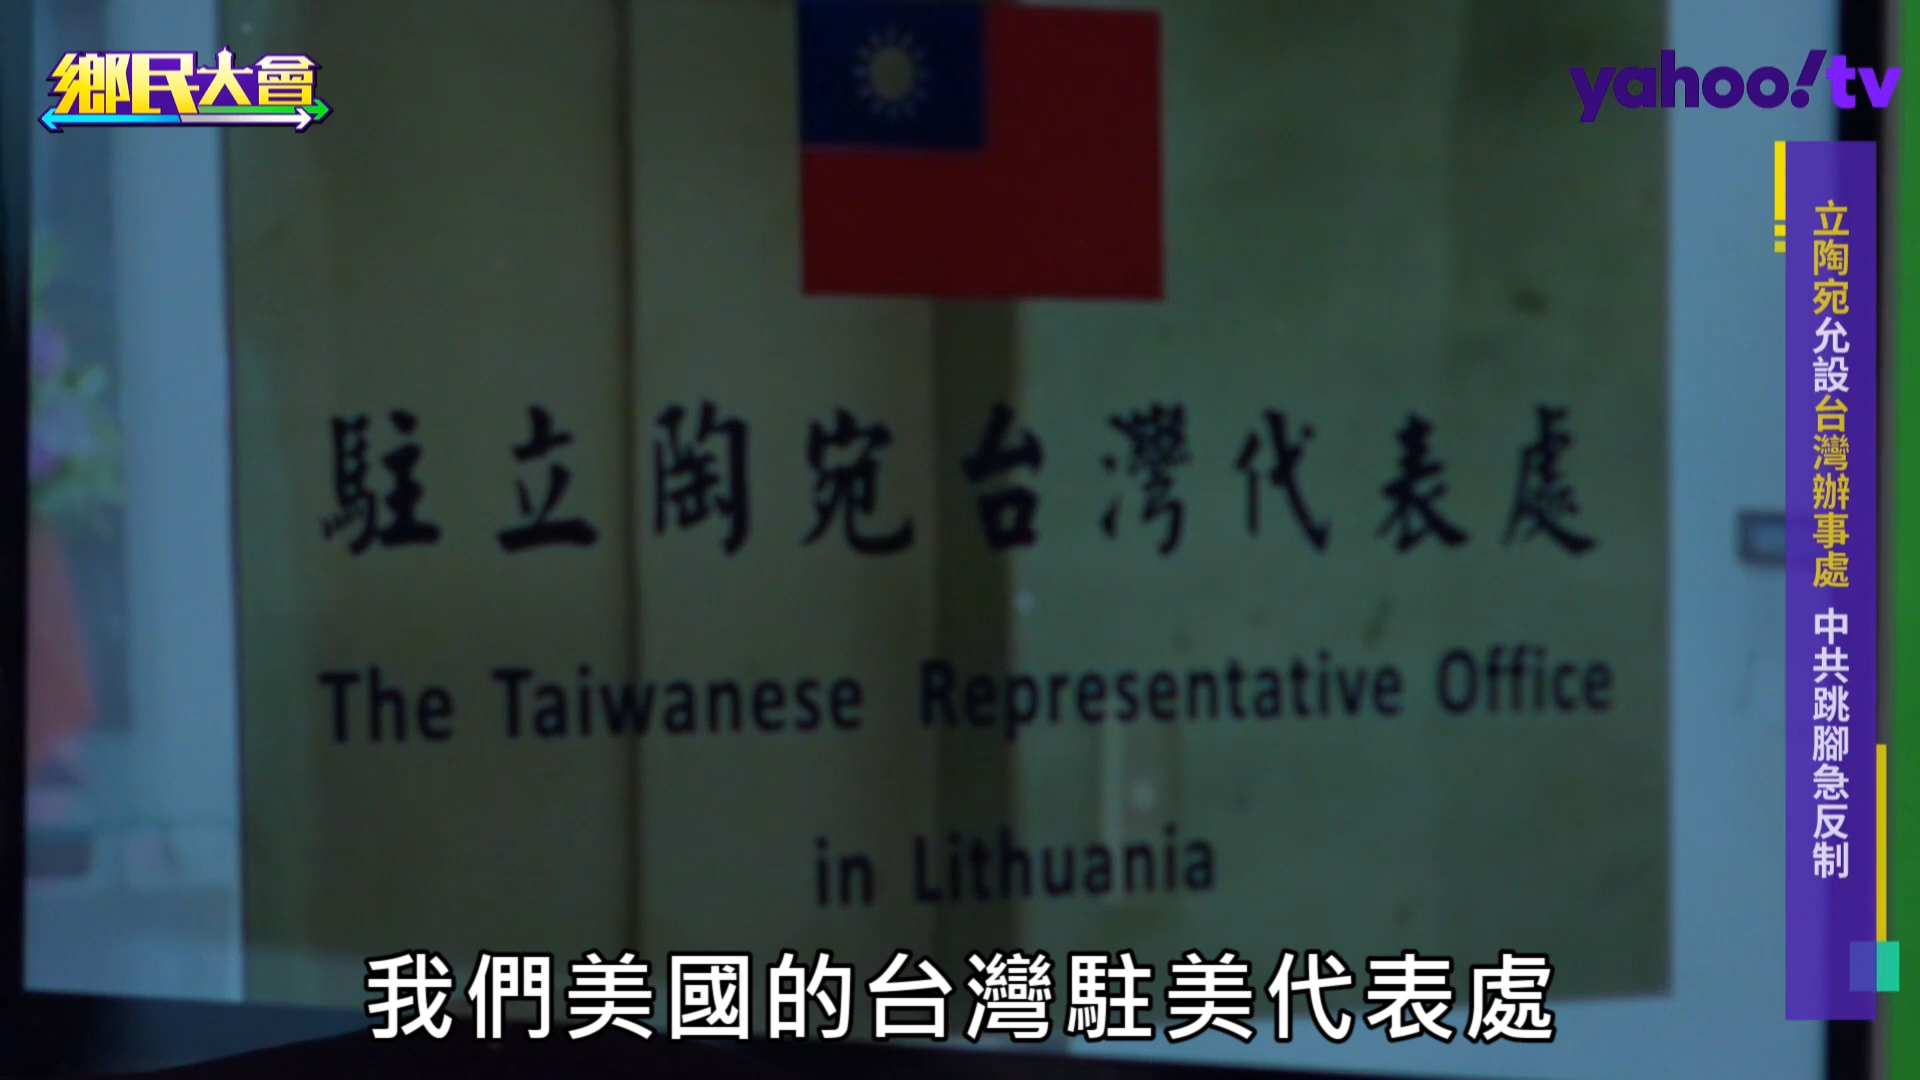 鄉民大會
yahoo!tv
立陶宛允設台灣辦事處 中共跳腳急反制
駐立陶宛台灣代表處
The Taiwanese Representative Office
in Lithuania
我們美國的台灣駐美代表處